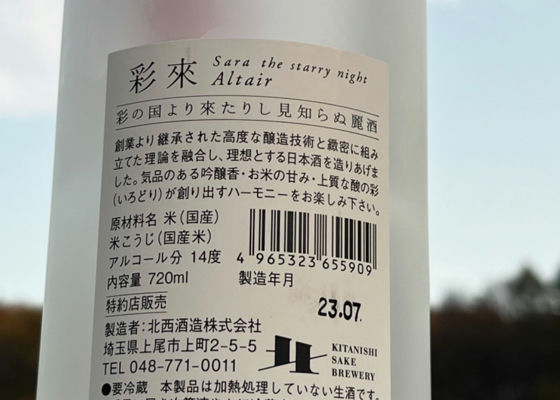 彩來 Sara the starry night
Altair
彩の国より來たりし見知らぬ麗酒
創業より継承された高度な醸造技術と緻密に組み
立てた理論を融合し、理想とする日本酒を造りあげま
した。気品のある吟醸香・お米の甘み・上質な酸の彩
(いろどり)が創り出すハーモニーをお楽しみ下さい。
原材料名 米(国産)
米こうじ(国産米)
アルコール分 14度
内容量 720ml
4 965323 655909
製造年月
23.07.
特約店販売
製造者:北西酒造株式会社
埼玉県上尾市上町2-5-5
TEL 048-771-0011
KITANISHI
SAKE
BREWERY
●要冷蔵 本製品は加熱処理していない生酒です。